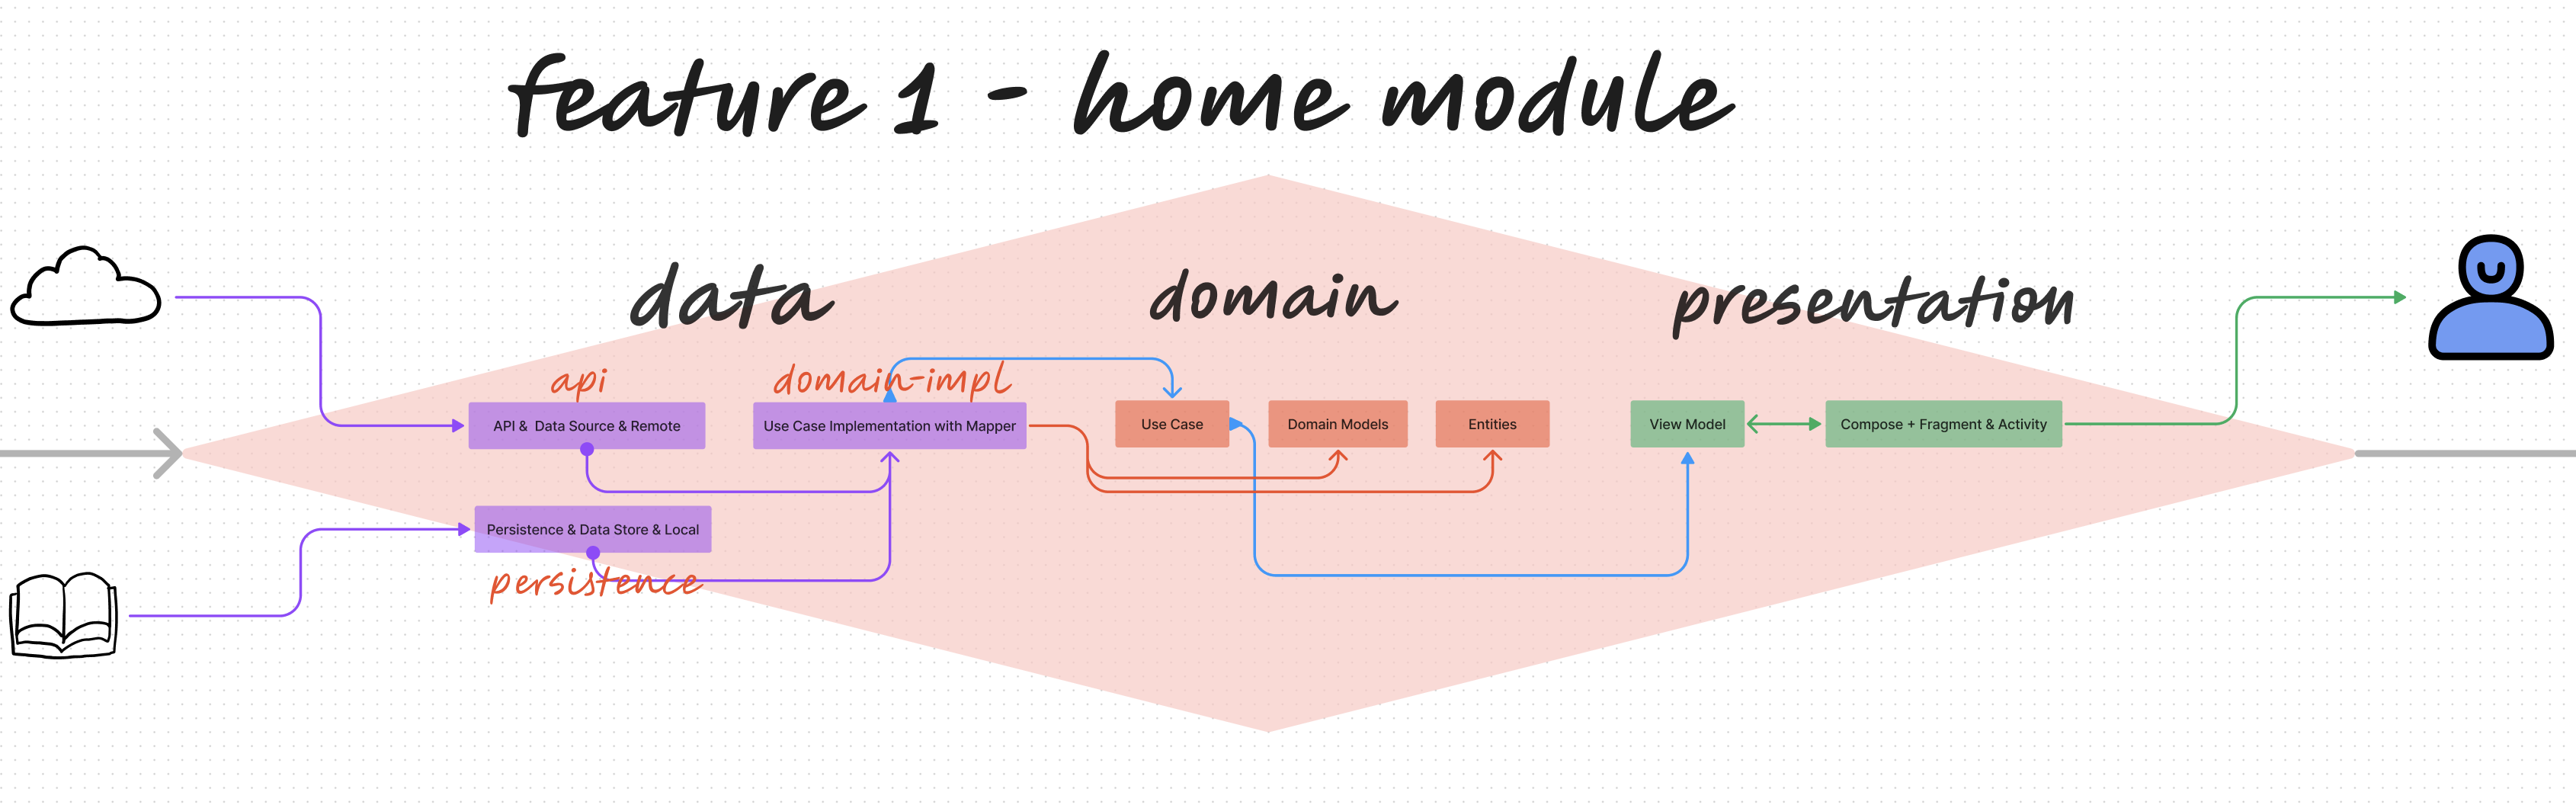 feature 1 - home module
data
domain
presentation
api
domain-impl
API &  Data Source & Remote
Use Case Implementation with Mapper
Use Case
Domain Models
Entities
View Model
Compose + Fragment & Activity
Persistence & Data Store & Local
persistence